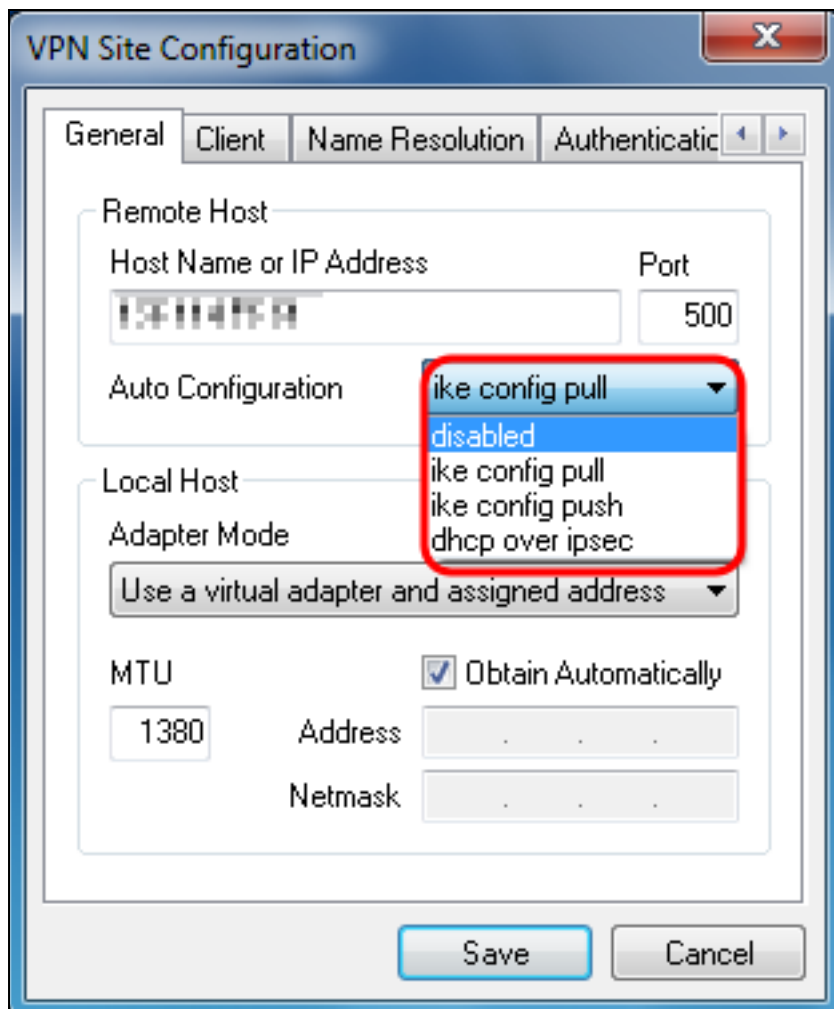 VPN Site Configuration
General Client Name Resolution
Remote Host
Host Name or IP Address Port
500
Auto Configuration ike config pull
disabled
ike config pull
ike config push
dhcp over ipsec
Local Host
Adapter Mode
Use a virtual adapter and assigned address
MTU Obtain Automatically
1380 Address . . .
Netmask . . .
Save Cancel